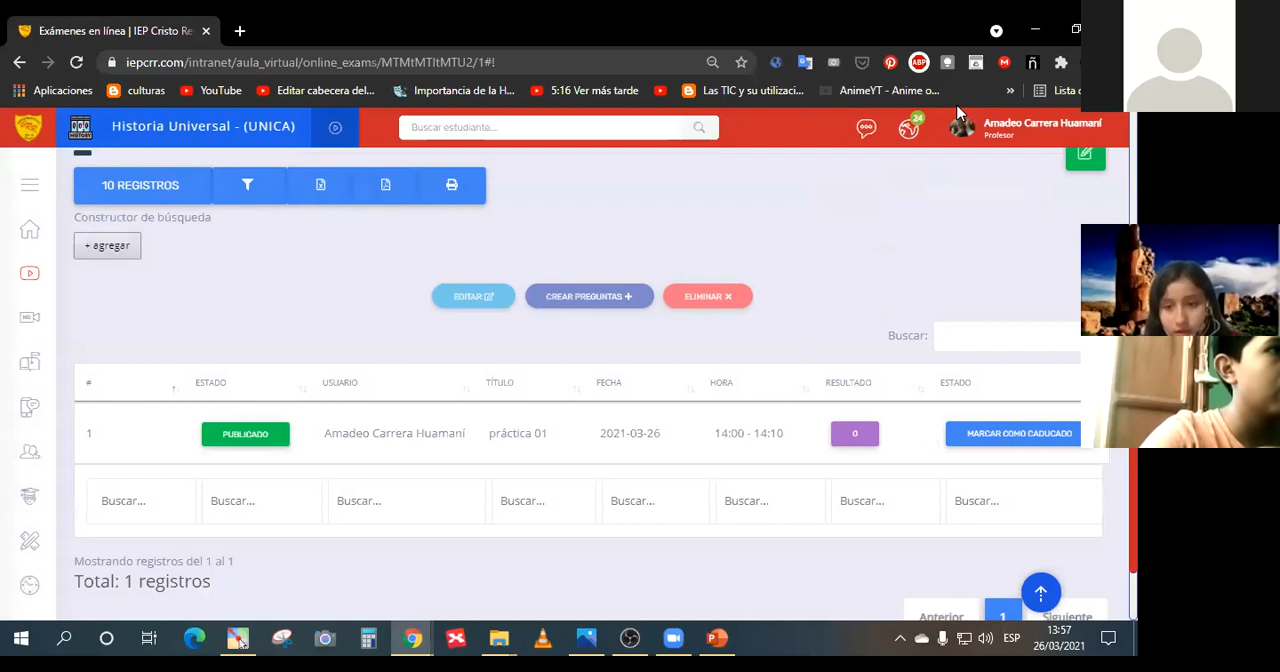 Exámenes en línea | IEP Cristo Re
iepcrr.com/intranet/aula_virtual/online_exams/MTMtMTItMTU2/1#!
ABP
M
ñ
Aplicaciones
culturas
YouTube
Editar cabecera del...
Importancia de la H...
5:16 Ver más tarde
Las TIC y su utilizaci...
AnimeYT - Anime o...
»
HISTORY
Historia Universal - (UNICA)
Buscar estudiante...
24
Amadeo Carrera Huamaní
Profesor
10 REGISTROS
Constructor de búsqueda
+ agregar
EDITAR
CREAR PREGUNTAS +
ELIMINAR ×
Buscar:
# ESTADO USUARIO TÍTULO FECHA HORA RESULTADO ESTADO
1 PUBLICADO Amadeo Carrera Huamaní práctica 01 2021-03-26 14:00 - 14:10 0 MARCAR COMO CADUCADO
Buscar... Buscar... Buscar... Buscar... Buscar... Buscar... Buscar... Buscar...
Mostrando registros del 1 al 1
Total: 1 registros
Anterior 1 Siguiente
ESP
13:57
26/03/2021